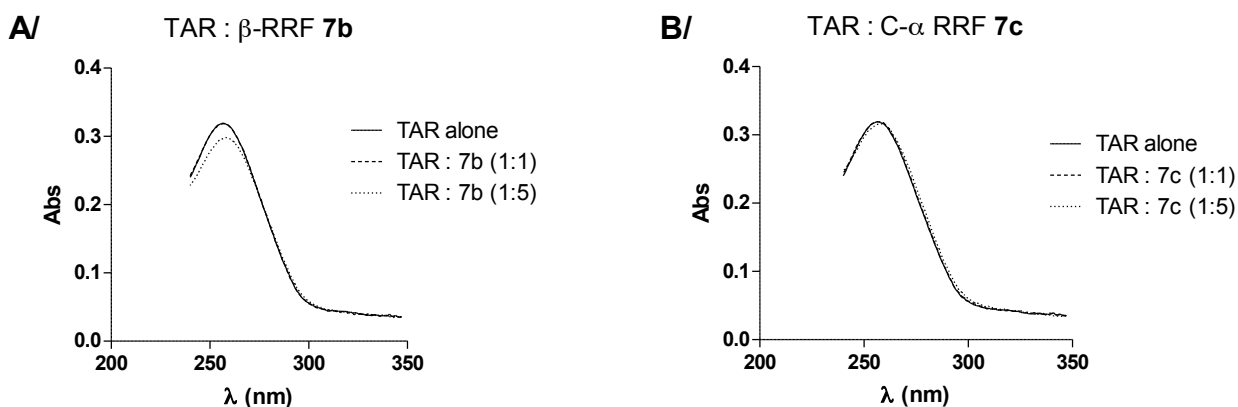 A/
TAR : β-RRF 7b
0.4
0.3
0.2
0.1
0.0
Abs
200
250
300
350
λ (nm)
TAR alone
TAR : 7b (1:1)
TAR : 7b (1:5)
B/
TAR : C-α RRF 7c
0.4
0.3
0.2
0.1
0.0
Abs
200
250
300
350
λ (nm)
TAR alone
TAR : 7c (1:1)
TAR : 7c (1:5)